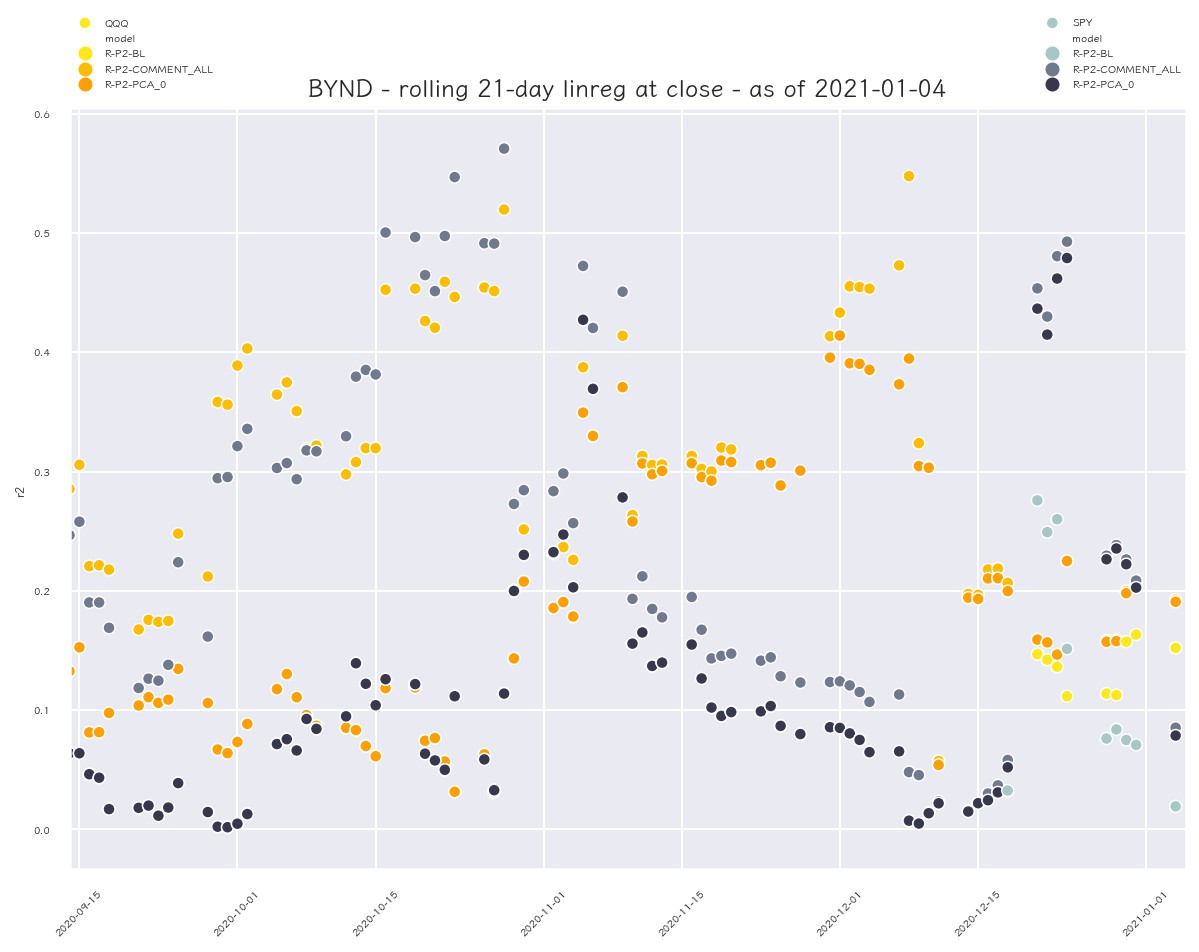 QQQ
model
R-P2-BL
R-P2-COMMENT_ALL
R-P2-PCA_0
SPY
model
R-P2-BL
R-P2-COMMENT_ALL
R-P2-PCA_0
BYND - rolling 21-day linreg at close - as of 2021-01-04
0.6
0.5
0.4
0.3
0.2
0.1
0.0
r2
2020-09-15
2020-10-01
2020-10-15
2020-11-01
2020-11-15
2020-12-01
2020-12-15
2021-01-01